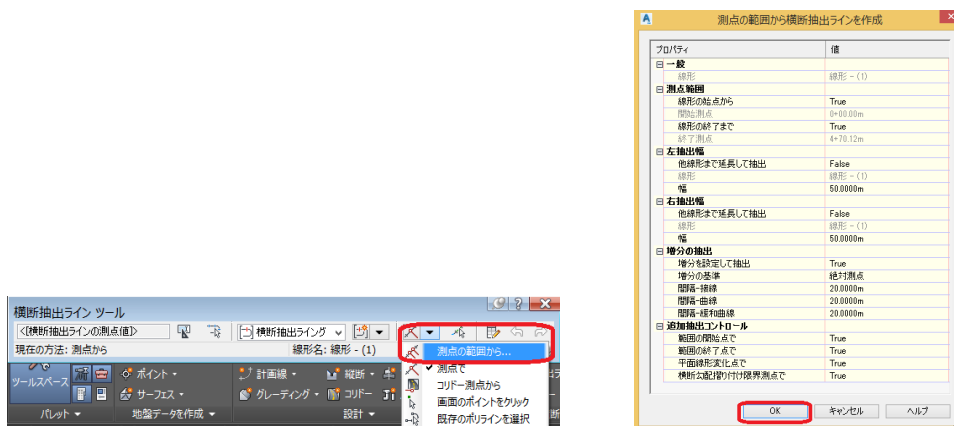 横断抽出ライン ツール
<[横断抽出ラインの測点値]>
横断抽出ライング
現在の方法: 測点から
線形名: 線形 - (1)
測点の範囲から...
測点で
コリドー測点から
画面のポイントをクリック
既存のポリラインを選択
ツールスペース
ポイント
計画線
縦断
サーフェス
グレーディング
パレット
地盤データを作成
設計
測点の範囲から横断抽出ラインを作成
プロパティ 値
一般
線形 線形 - (1)
測点範囲
線形の始点から True
開始測点 0+00.00m
線形の終了まで True
終了測点 4+70.12m
左抽出幅
他線形まで延長して抽出 False
線形 線形 - (1)
幅 50.0000m
右抽出幅
他線形まで延長して抽出 False
線形 線形 - (1)
幅 50.0000m
増分の抽出
増分を設定して抽出 True
増分の基準 絶対測点
間隔-接線 20.0000m
間隔-曲線 20.0000m
間隔-緩和曲線 20.0000m
追加抽出コントロール
範囲の開始点で True
範囲の終了点で True
平面線形変化点で True
横断勾配擦り付け限界測点で True
OK キャンセル ヘルプ